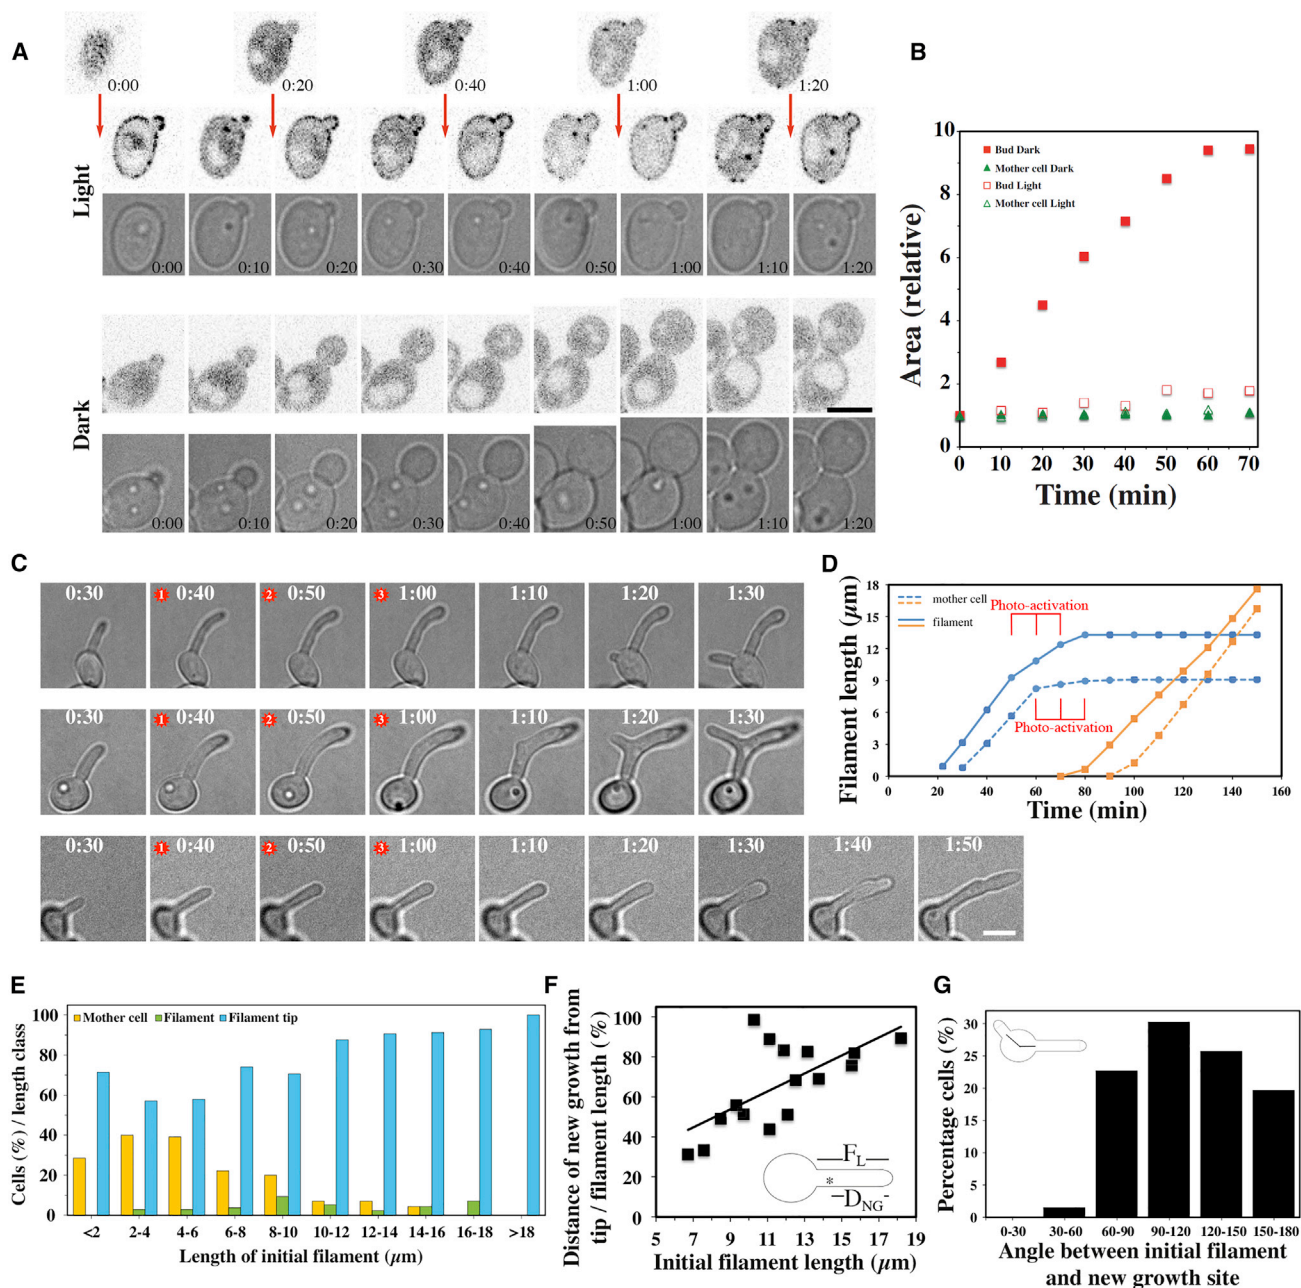 A
0:00
0:20
0:40
1:00
1:20
Light
0:00
0:10
0:20
0:30
0:40
0:50
1:00
1:10
1:20
Dark
0:00
0:10
0:20
0:30
0:40
0:50
1:00
1:10
1:20
B
Area (relative)
10
8
6
4
2
0
Bud Dark
Mother cell Dark
Bud Light
Mother cell Light
0 10 20 30 40 50 60 70
Time (min)
C
0:30
1 0:40
2 0:50
3 1:00
1:10
1:20
1:30
0:30
1 0:40
2 0:50
3 1:00
1:10
1:20
1:30
0:30
1 0:40
2 0:50
3 1:00
1:10
1:20
1:30
1:40
1:50
D
Filament length (µm)
18
15
12
9
6
3
0
mother cell
filament
Photo-activation
Photo-activation
0 20 40 60 80 100 120 140 160
Time (min)
E
Cells (%) / length class
100
80
60
40
20
0
Mother cell
Filament
Filament tip
<2 2-4 4-6 6-8 8-10 10-12 12-14 14-16 16-18 >18
Length of initial filament (µm)
F
Distance of new growth from
tip / filament length (%)
100
80
60
40
20
0
FL
*
DNG
5 7 9 11 13 15 17 19
Initial filament length (µm)
G
Percentage cells (%)
30
25
20
15
10
5
0
0-30 30-60 60-90 90-120 120-150 150-180
Angle between initial filament
and new growth site